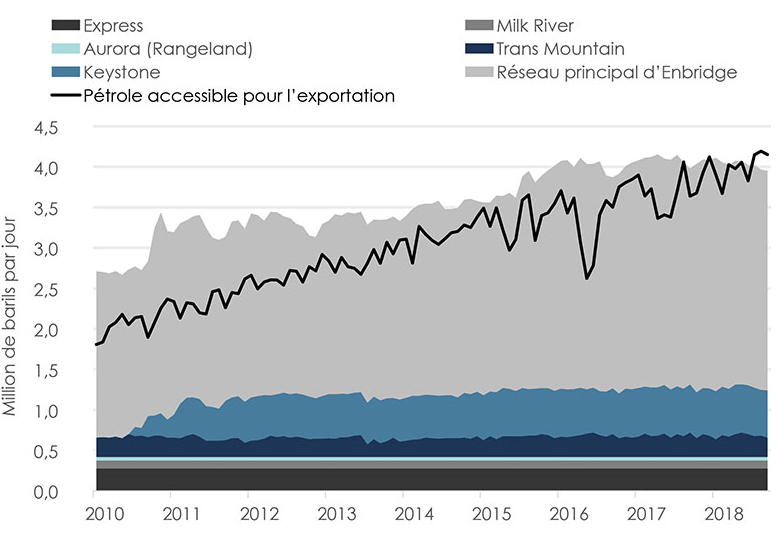 Express
Milk River
Aurora (Rangeland)
Trans Mountain
Keystone
Réseau principal d’Enbridge
Pétrole accessible pour l’exportation
Million de barils par jour
4,5
4,0
3,5
3,0
2,5
2,0
1,5
1,0
0,5
0,0
2010 2011 2012 2013 2014 2015 2016 2017 2018